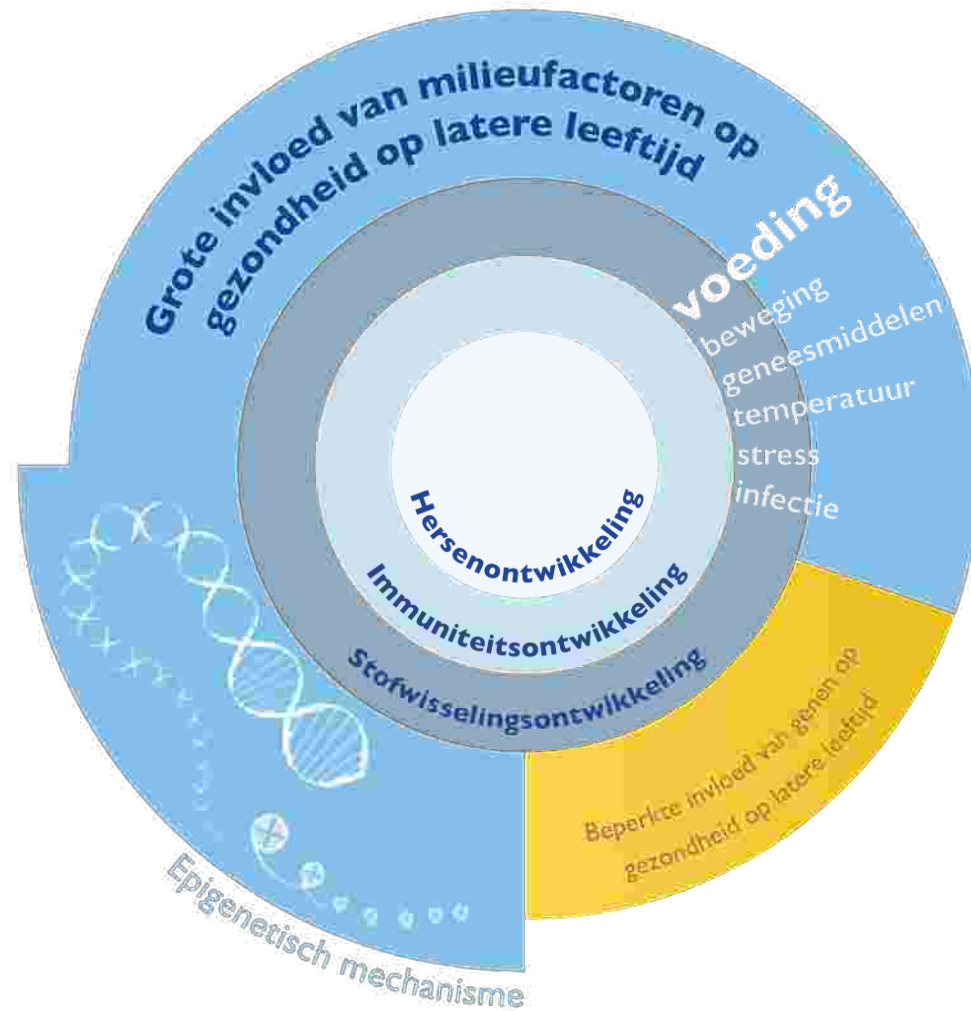 Grote invloed van milieufactoren op
gezondheid op latere leeftijd
voeding
beweging
geneesmiddelen
temperatuur
stress
infectie
Hersenontwikkeling
Immuniteitsontwikkeling
Stofwisselingsontwikkeling
Beperkte invloed van genen op
gezondheid op latere leeftijd
Epigenetisch mechanisme